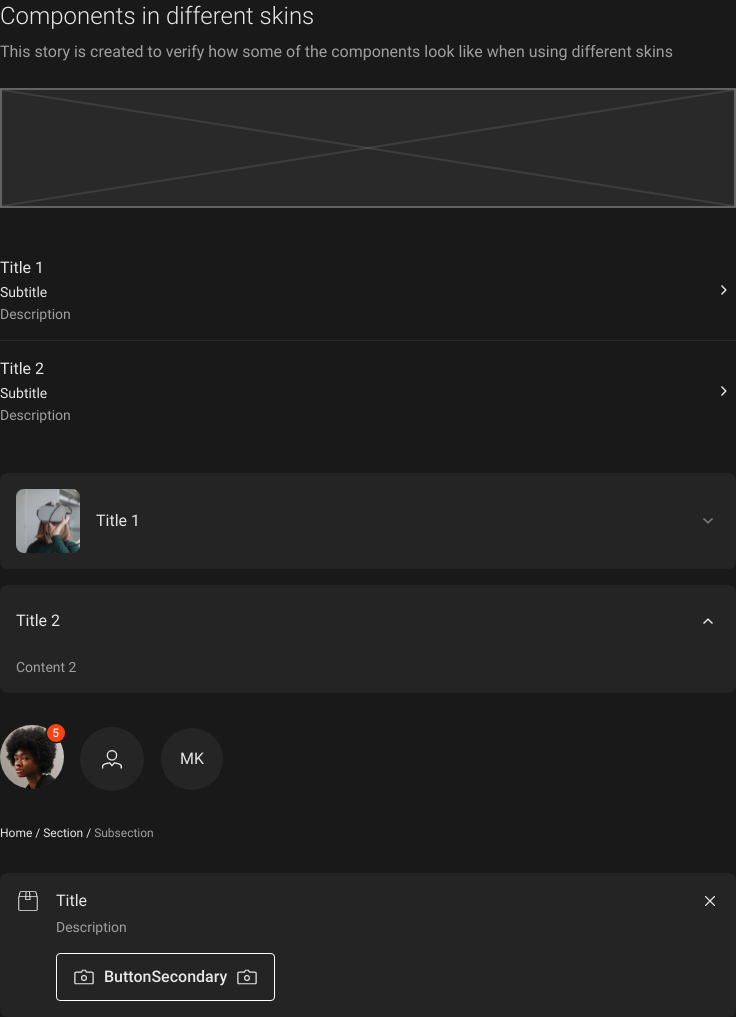 Components in different skins
This story is created to verify how some of the components look like when using different skins
Title 1
Subtitle
Description
Title 2
Subtitle
Description
Title 1
Title 2
Content 2
5
MK
Home / Section / Subsection
Title
Description
ButtonSecondary